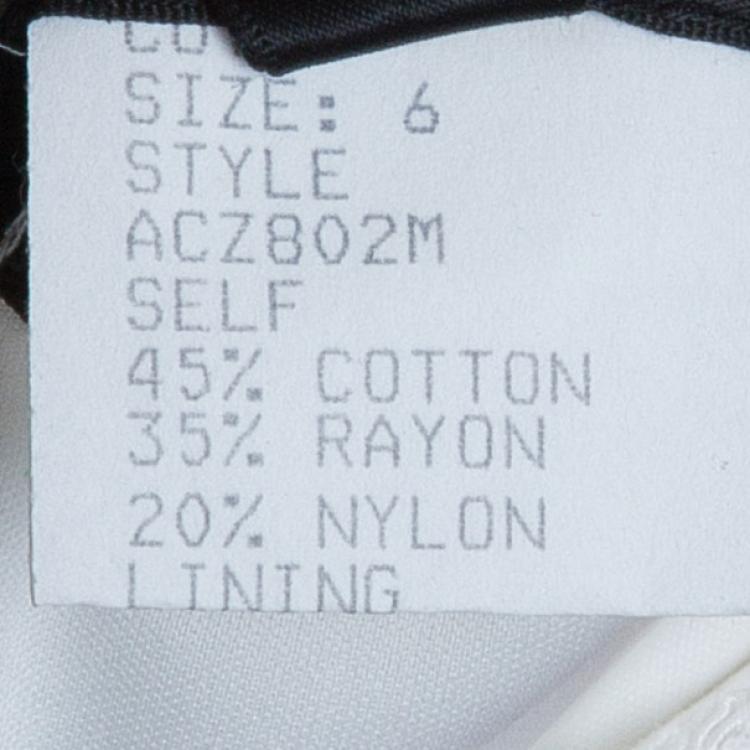 SIZE: 6
STYLE
ACZ802M
SELF
45% COTTON
35% RAYON
20% NYLON
LINING